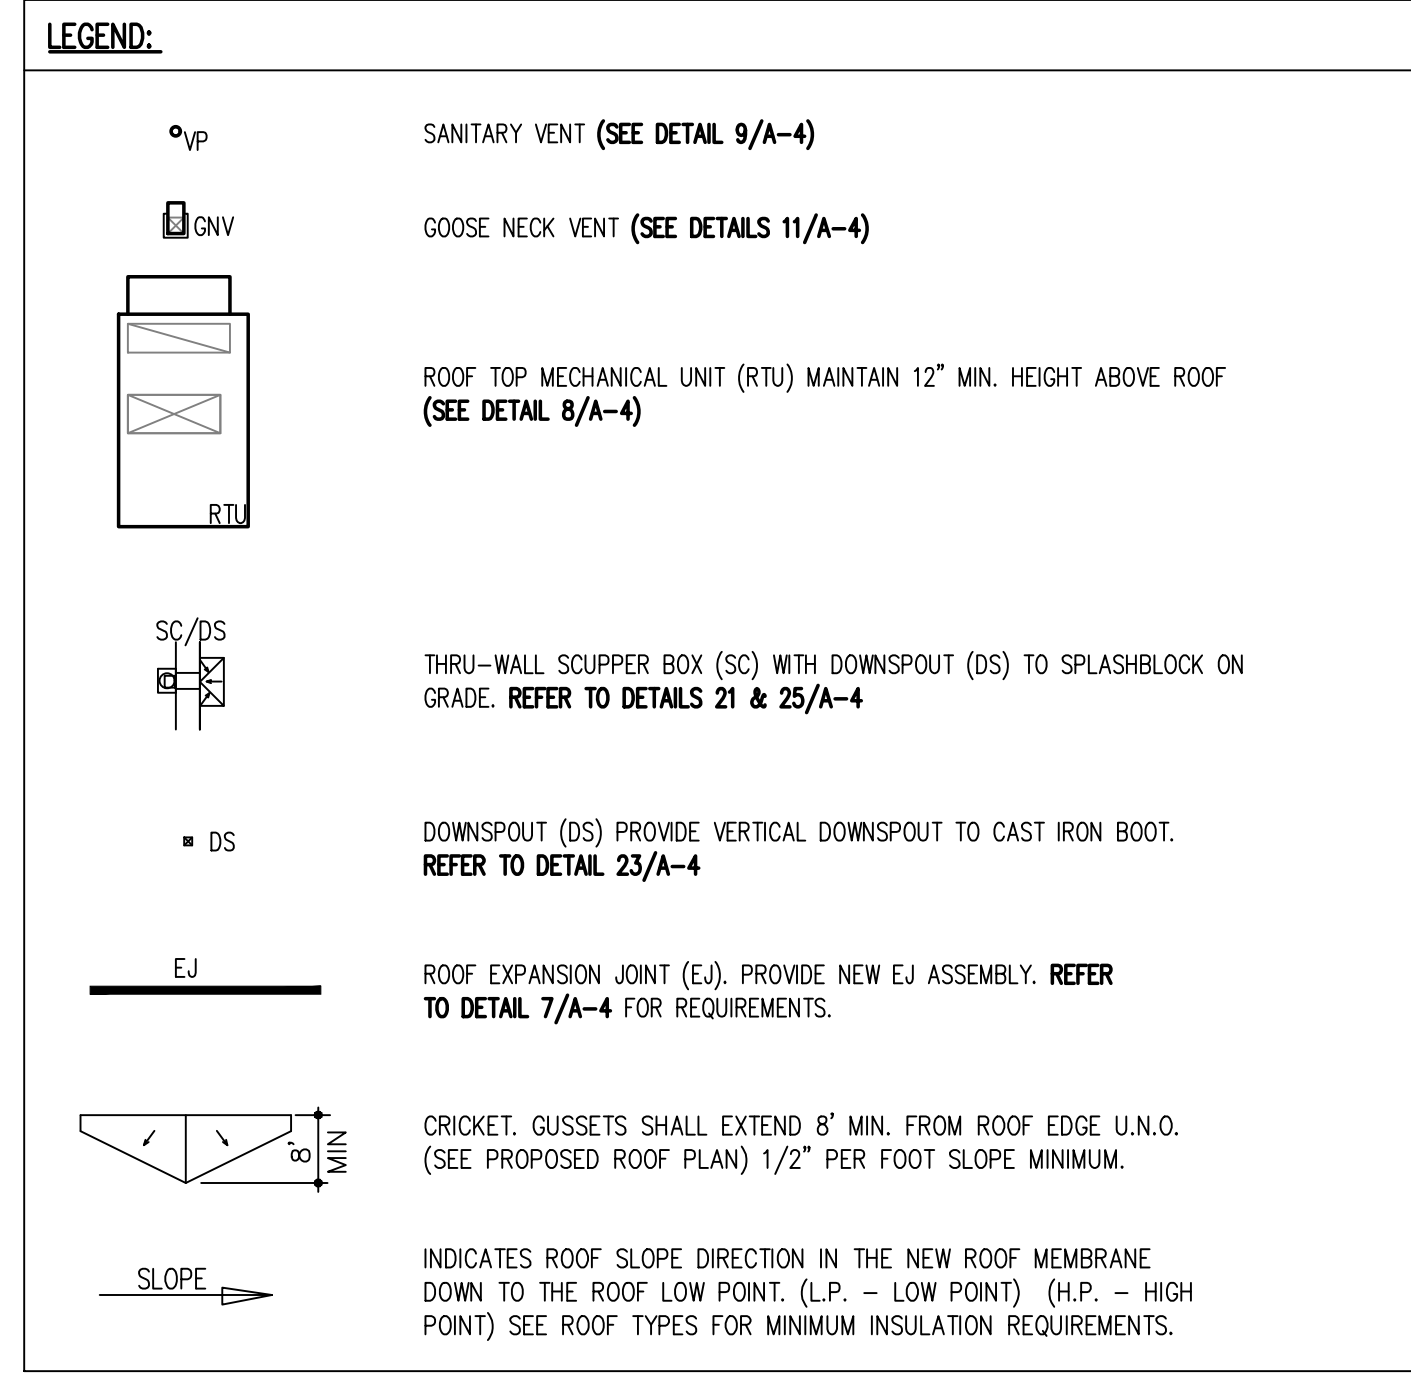 LEGEND:
VP
SANITARY VENT (SEE DETAIL 9/A-4)
GNV
GOOSE NECK VENT (SEE DETAILS 11/A-4)
ROOF TOP MECHANICAL UNIT (RTU) MAINTAIN 12" MIN. HEIGHT ABOVE ROOF
(SEE DETAIL 8/A-4)
RTU
SC/DS
THRU-WALL SCUPPER BOX (SC) WITH DOWNSPOUT (DS) TO SPLASHBLOCK ON
GRADE. REFER TO DETAILS 21 & 25/A-4
DS
DOWNSPOUT (DS) PROVIDE VERTICAL DOWNSPOUT TO CAST IRON BOOT.
REFER TO DETAIL 23/A-4
EJ
ROOF EXPANSION JOINT (EJ). PROVIDE NEW EJ ASSEMBLY. REFER
TO DETAIL 7/A-4 FOR REQUIREMENTS.
8'
MIN
CRICKET. GUSSETS SHALL EXTEND 8' MIN. FROM ROOF EDGE U.N.O.
(SEE PROPOSED ROOF PLAN) 1/2" PER FOOT SLOPE MINIMUM.
SLOPE
INDICATES ROOF SLOPE DIRECTION IN THE NEW ROOF MEMBRANE
DOWN TO THE ROOF LOW POINT. (L.P. - LOW POINT) (H.P. - HIGH
POINT) SEE ROOF TYPES FOR MINIMUM INSULATION REQUIREMENTS.